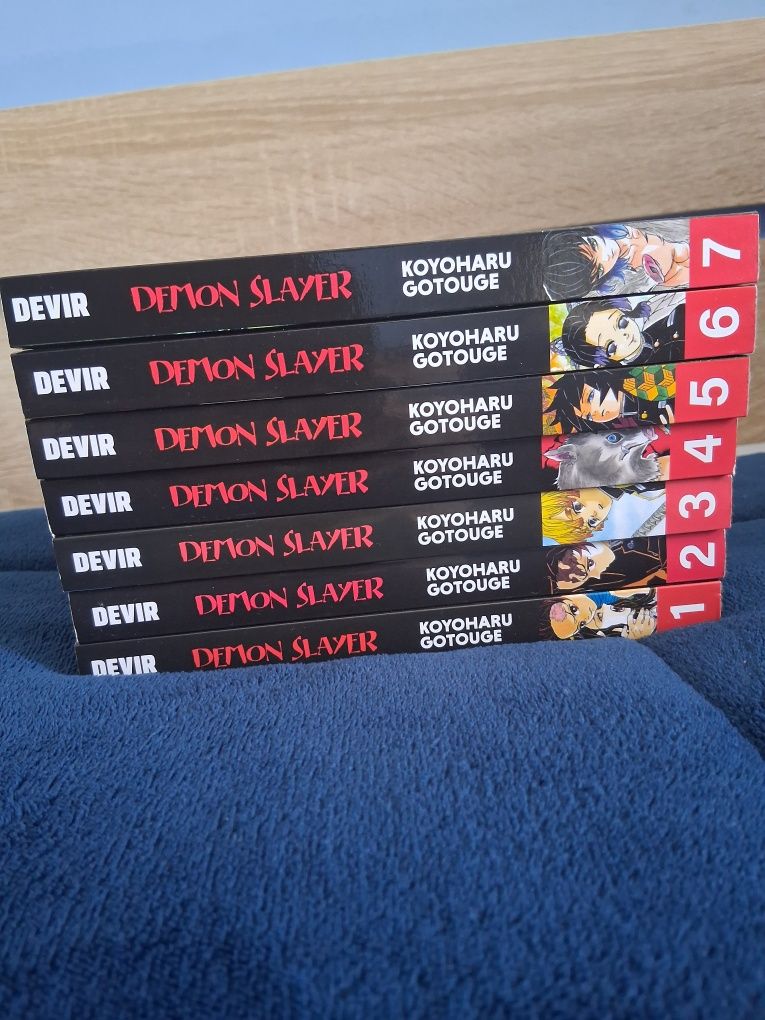 DEVIR DEMON SLAYER KOYOHARU GOTOUGE 7
DEVIR DEMON SLAYER KOYOHARU GOTOUGE 6
DEVIR DEMON SLAYER KOYOHARU GOTOUGE 5
DEVIR DEMON SLAYER KOYOHARU GOTOUGE 4
DEVIR DEMON SLAYER KOYOHARU GOTOUGE 3
DEVIR DEMON SLAYER KOYOHARU GOTOUGE 2
DEVIR DEMON SLAYER KOYOHARU GOTOUGE 1